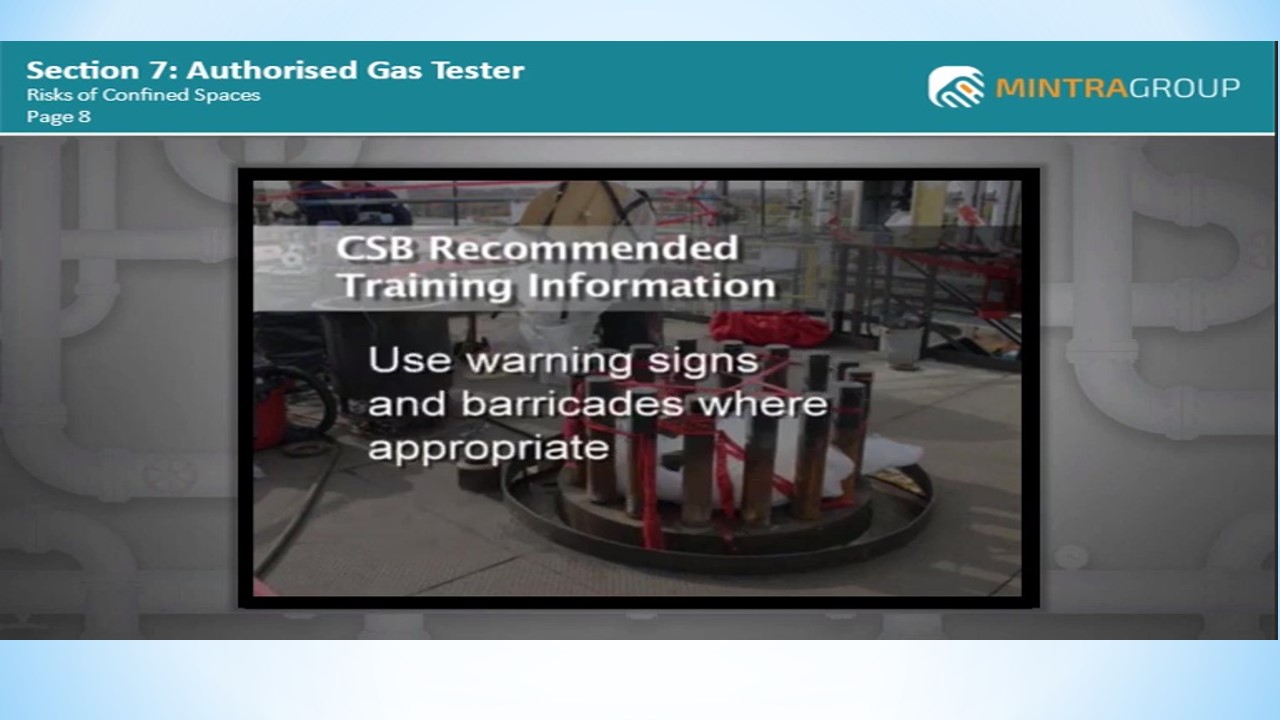 Section 7: Authorised Gas Tester
Risks of Confined Spaces
Page 8
MINTRAGROUP
CSB Recommended
Training Information
Use warning signs
and barricades where
appropriate